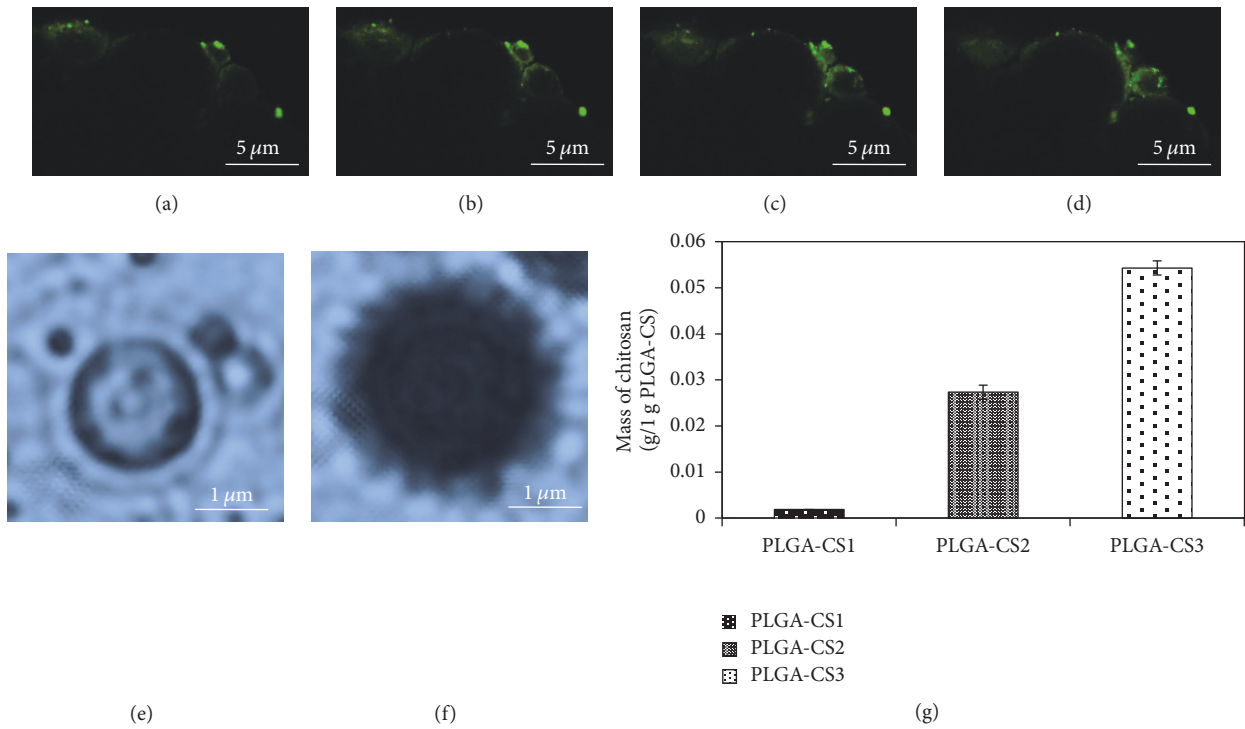 5 μm
5 μm
5 μm
5 μm
(a)
(b)
(c)
(d)
1 μm
1 μm
(e)
(f)
Mass of chitosan
(g/1 g PLGA-CS)
0.06
0.05
0.04
0.03
0.02
0.01
0
PLGA-CS1
PLGA-CS2
PLGA-CS3
PLGA-CS1
PLGA-CS2
PLGA-CS3
(g)